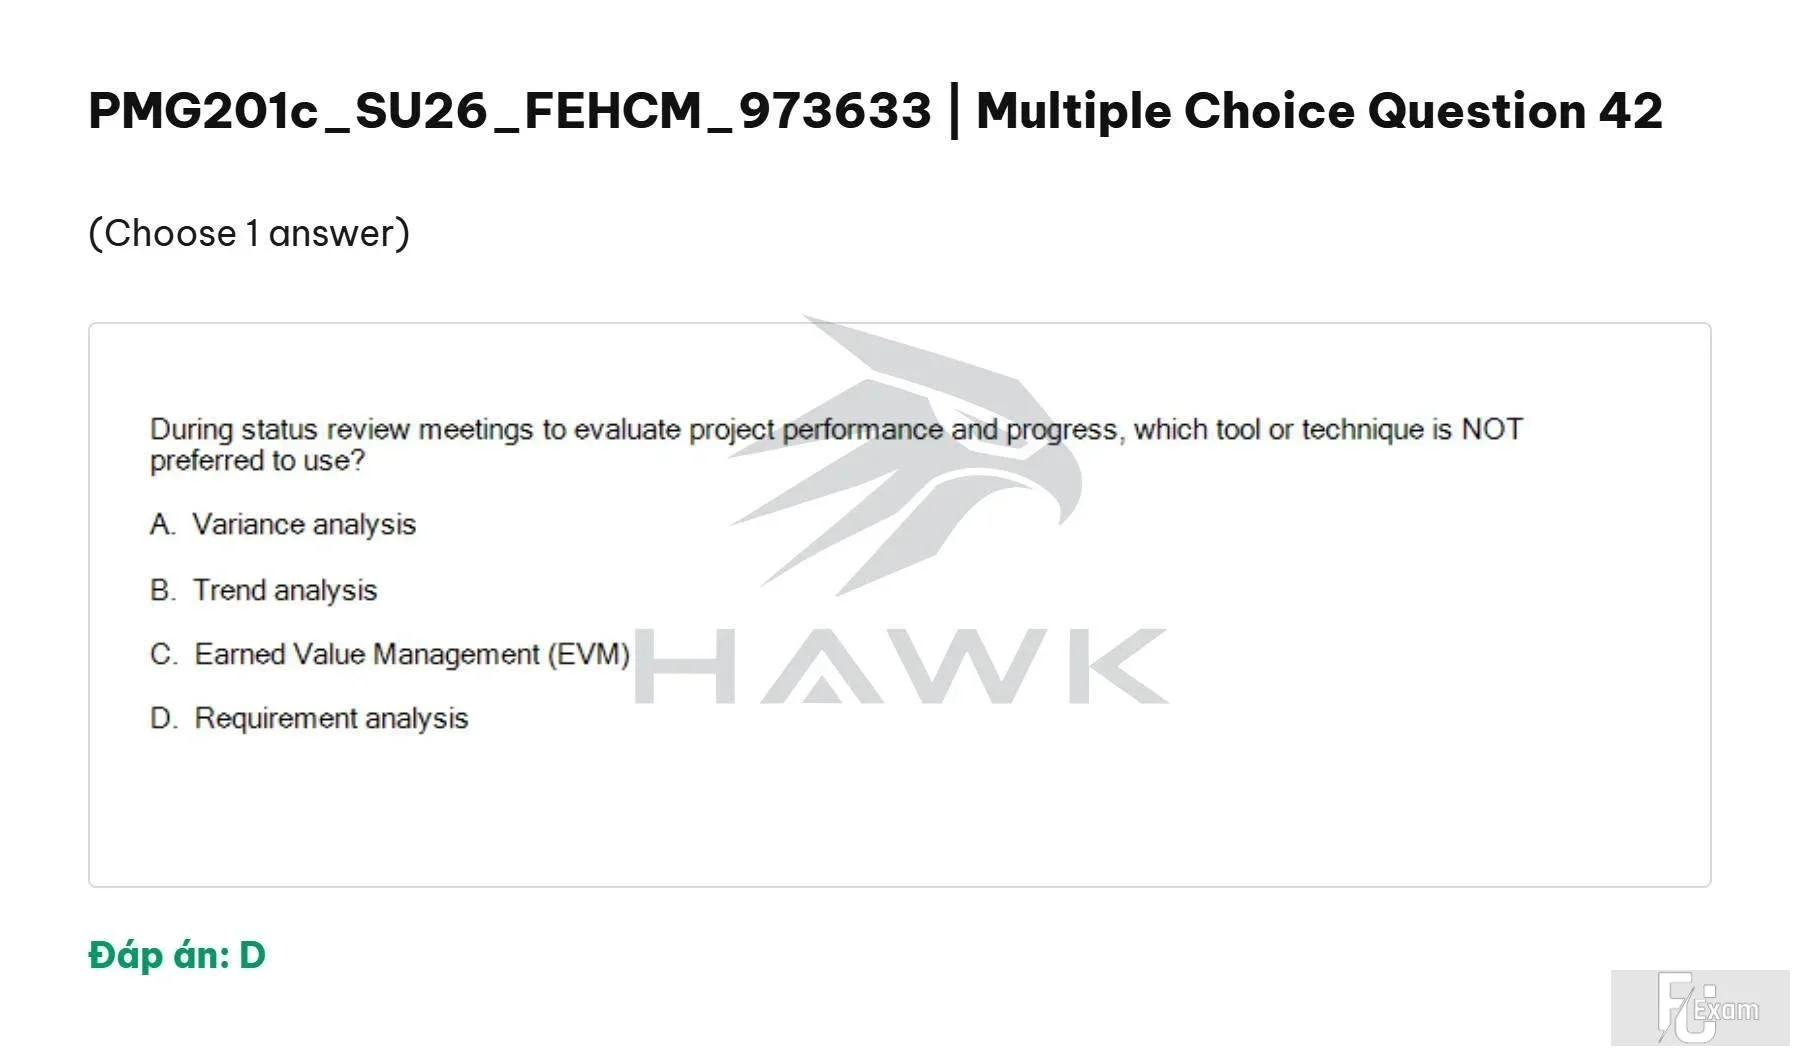 PMG201c_SU26_FEHCM_973633 | Multiple Choice Question 42
(Choose 1 answer)
During status review meetings to evaluate project performance and progress, which tool or technique is NOT
preferred to use?
A. Variance analysis
B. Trend analysis
C. Earned Value Management (EVM)
D. Requirement analysis
HAWK
Đáp án: D
FU Exam